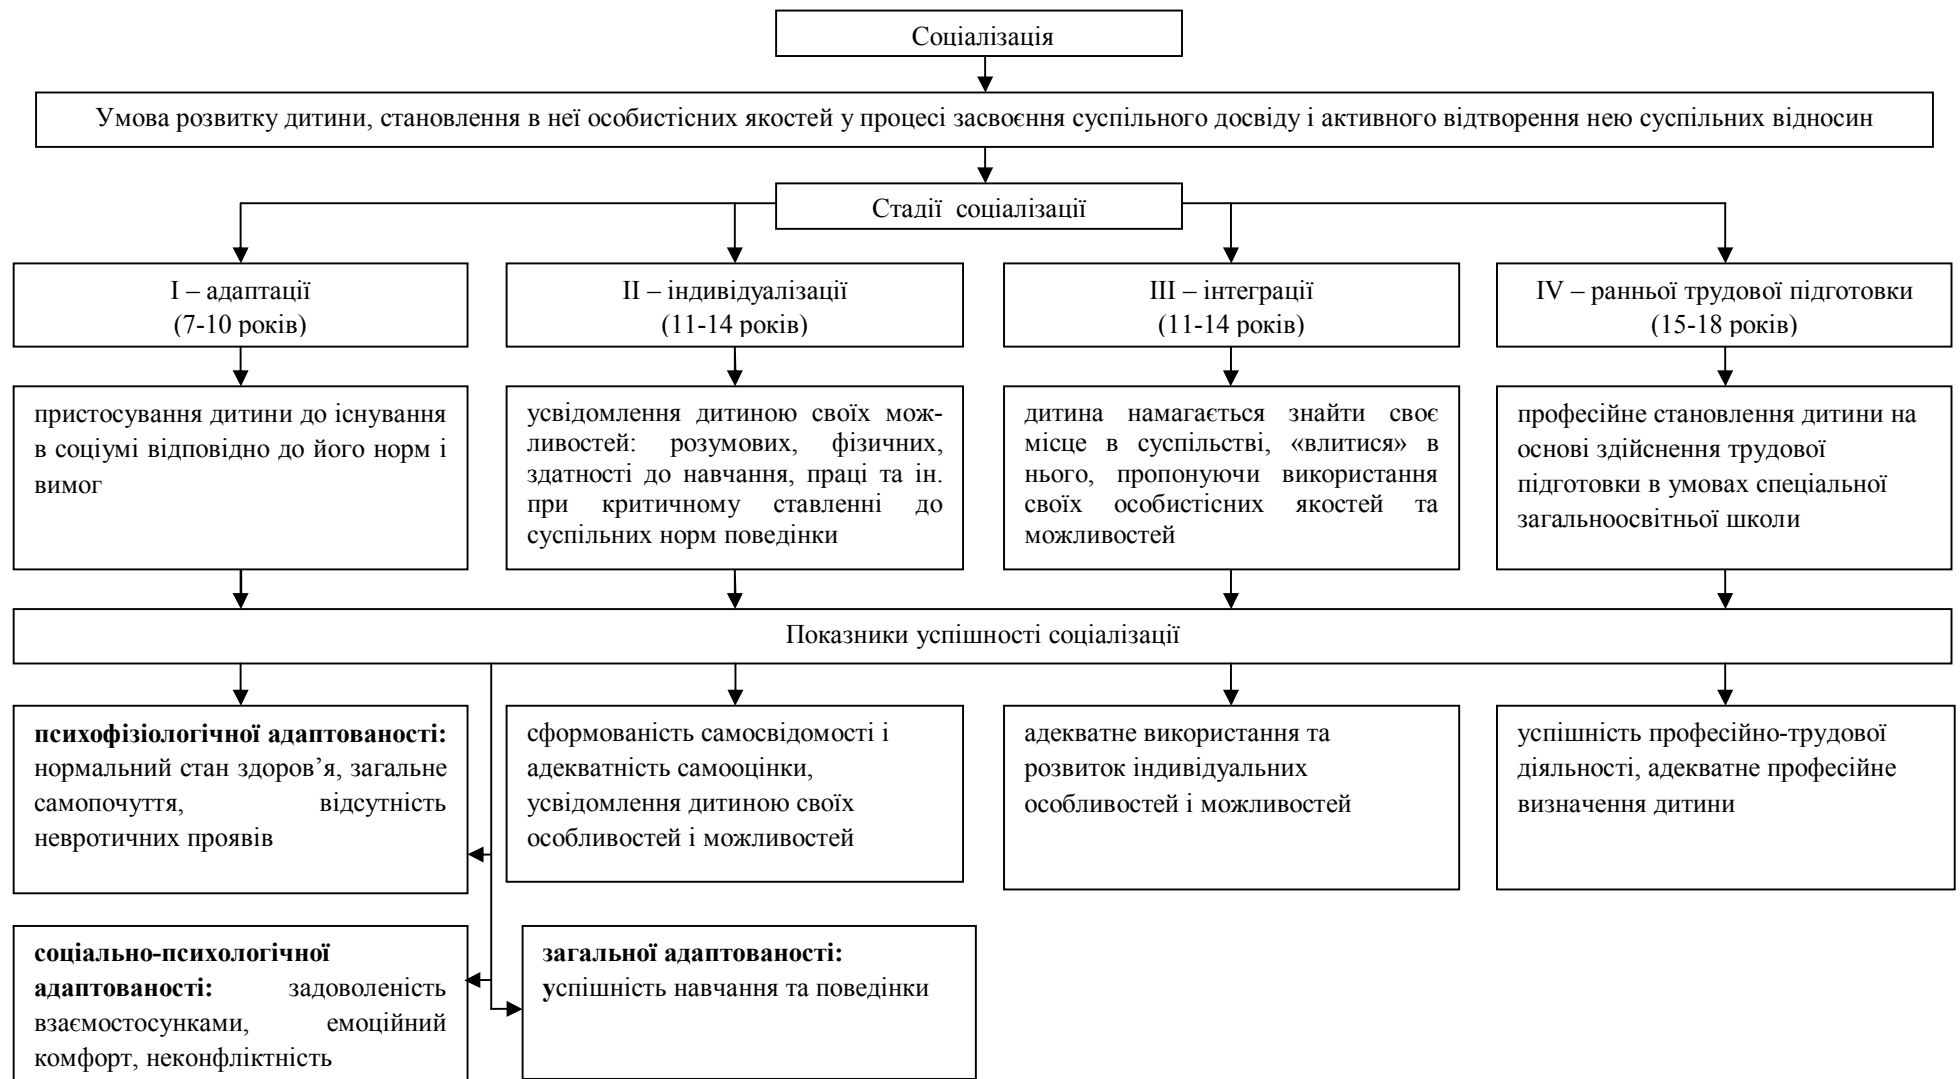 Соціалізація
Умова розвитку дитини, становлення в неї особистісних якостей у процесі засвоєння суспільного досвіду і активного відтворення нею суспільних відносин
Стадії соціалізації
І – адаптації
(7-10 років)
ІІ – індивідуалізації
(11-14 років)
ІІІ – інтеграції
(11-14 років)
IV – ранньої трудової підготовки
(15-18 років)
пристосування дитини до існування
в соціумі відповідно до його норм і
вимог
усвідомлення дитиною своїх мож-
ливостей: розумових, фізичних,
здатності до навчання, праці та ін.
при критичному ставленні до
суспільних норм поведінки
дитина намагається знайти своє
місце в суспільстві, «влитися» в
нього, пропонуючи використання
своїх особистісних якостей та
можливостей
професійне становлення дитини на
основі здійснення трудової
підготовки в умовах спеціальної
загальноосвітньої школи
Показники успішності соціалізації
психофізіологічної адаптованості:
нормальний стан здоров’я, загальне
самопочуття, відсутність
невротичних проявів
сформованість самосвідомості і
адекватність самооцінки,
усвідомлення дитиною своїх
особливостей і можливостей
адекватне використання та
розвиток індивідуальних
особливостей і можливостей
успішність професійно-трудової
діяльності, адекватне професійне
визначення дитини
соціально-психологічної
адаптованості: задоволеність
взаємостосунками, емоційний
комфорт, неконфліктність
загальної адаптованості:
успішність навчання та поведінки